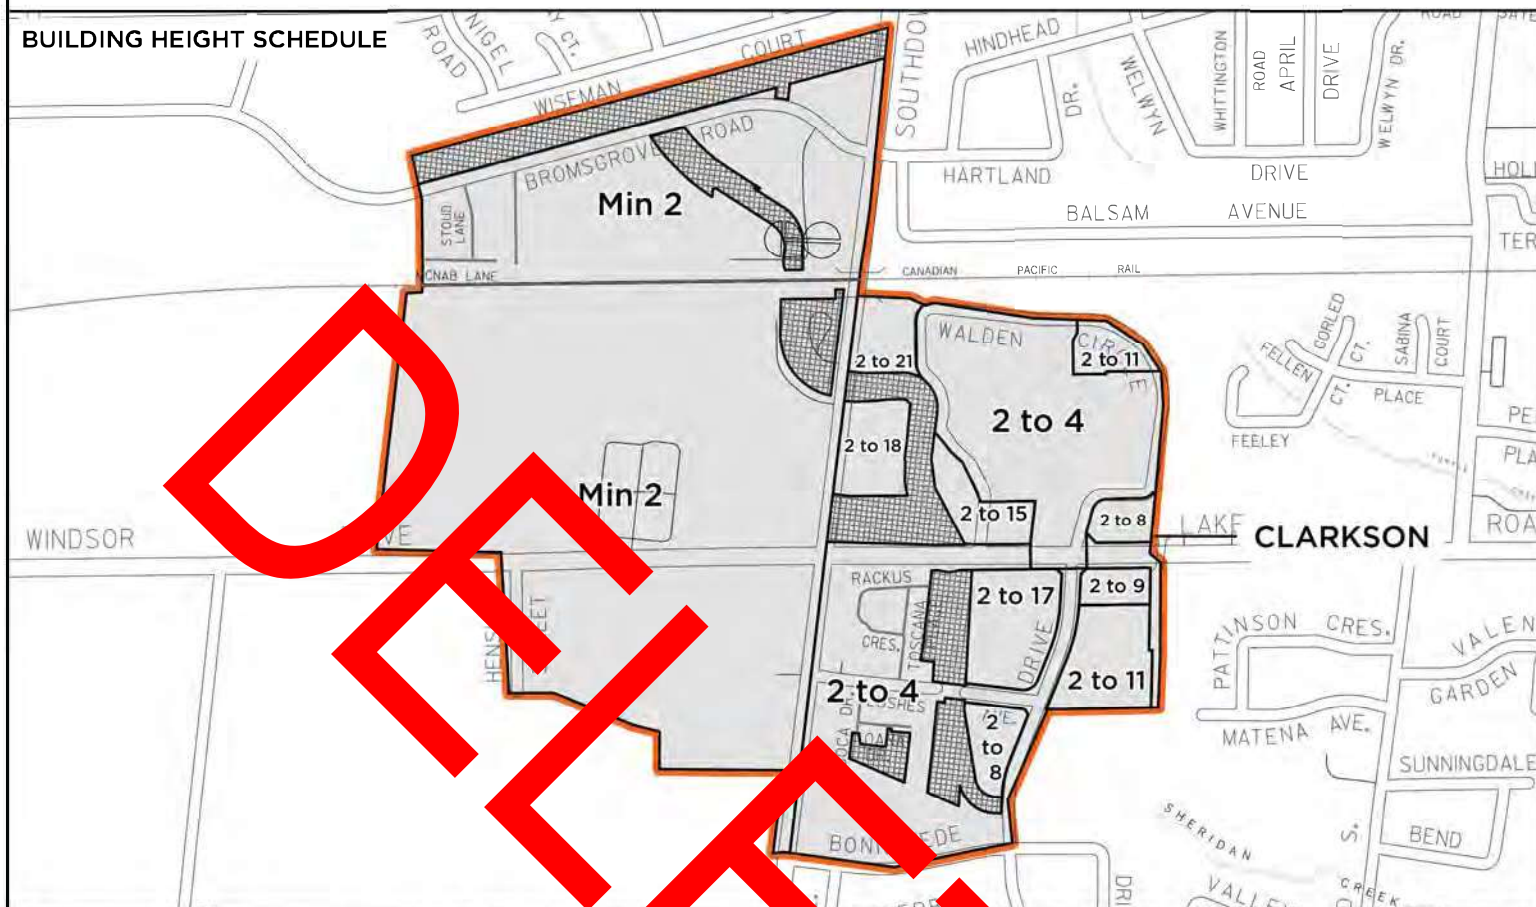 BUILDING HEIGHT SCHEDULE
NIGEL
ROAD
CT.
WISEMAN
COURT
HINDHEAD
DR.
WELWYN
WHITTINGTON
ROAD
APRIL
DRIVE
WELWYN DR.
ROAD
BROMSGROVE
ROAD
HARTLAND
DRIVE
BALSAM
AVENUE
Min 2
STOUD
LANE
LANE
CANADIAN
PACIFIC
RAIL
WALDEN
2 to 21
2 to 11
2 to 4
2 to 18
2 to 15
2 to 8
Min 2
GORLED
CT.
SABINA
COURT
FELLEN
CT.
PLACE
FEELEY
WINDSOR
LAKE
CLARKSON
RACKUS
CRES.
TOSCANA
2 to 17
DRIVE
2 to 9
2 to 11
2 to 4
2
to
8
PATTINSON
CRES.
GARDEN
MATENA
AVE.
SUNNINGDALE
BEND
S.
SHERIDAN
CREEK
DELE